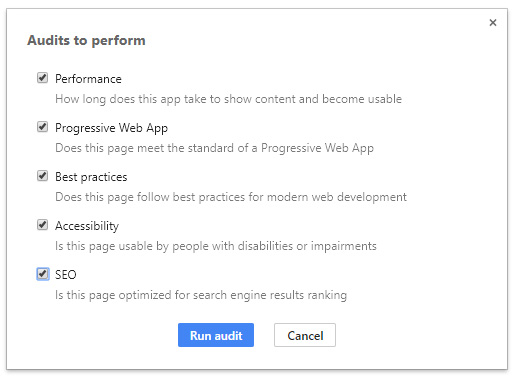 ×
Audits to perform
Performance
How long does this app take to show content and become usable
Progressive Web App
Does this page meet the standard of a Progressive Web App
Best practices
Does this page follow best practices for modern web development
Accessibility
Is this page usable by people with disabilities or impairments
SEO
Is this page optimized for search engine results ranking
Run audit Cancel